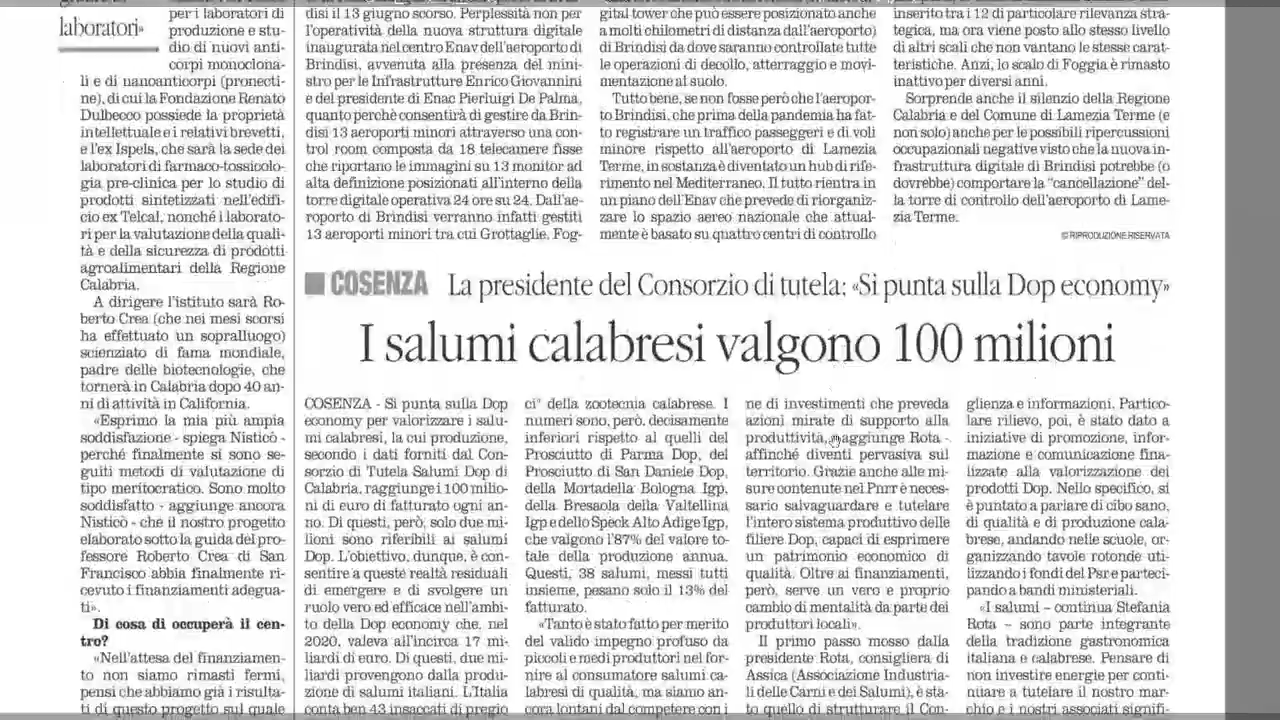 laboratori»
per i laboratori di
produzione e stu-
dio di nuovi anti-
corpi monoclona-
li e di nanoanticorpi (pronecti-
ne), di cui la Fondazione Renato
Dulbecco possiede la proprietà
intellettuale e i relativi brevetti,
e l'ex Ispels, che sarà la sede dei
laboratori di farmaco-tossicolo-
gia pre-clinica per lo studio di
prodotti sintetizzati nell'edifi-
cio ex Telcal, nonché i laborato-
ri per la valutazione della quali-
tà e della sicurezza di prodotti
agroalimentari della Regione
Calabria.
A dirigere l'istituto sarà Ro-
berto Crea (che nei mesi scorsi
ha effettuato un sopralluogo)
scienziato di fama mondiale,
padre delle biotecnologie, che
tornerà in Calabria dopo 40 an-
ni di attività in California.
«Esprimo la mia più ampia
soddisfazione - spiega Nisticò -
perché finalmente si sono se-
guiti metodi di valutazione di
tipo meritocratico. Sono molto
soddisfatto - aggiunge ancora
Nisticò - che il nostro progetto
elaborato sotto la guida del pro-
fessore Roberto Crea di San
Francisco abbia finalmente ri-
cevuto i finanziamenti adegua-
ti».
Di cosa di occuperà il cen-
tro?
«Nell'attesa del finanziamen-
to non siamo rimasti fermi,
pensi che abbiamo già i risulta-
ti di questo progetto sul quale
disi il 13 giugno scorso. Perplessità non per
l'operatività della nuova struttura digitale
inaugurata nel centro Enav dell'aeroporto di
Brindisi, avvenuta alla presenza del mini-
stro per le Infrastrutture Enrico Giovannini
e del presidente di Enac Pierluigi De Palma,
quanto perchè consentirà di gestire da Brin-
disi 13 aeroporti minori attraverso una con-
trol room composta da 18 telecamere fisse
che riportano le immagini su 13 monitor ad
alta definizione posizionati all'interno della
torre digitale operativa 24 ore su 24. Dall'ae-
roporto di Brindisi verranno infatti gestiti
13 aeroporti minori tra cui Grottaglie, Fog-
gital tower che può essere posizionato anche
a molti chilometri di distanza dall'aeroporto)
di Brindisi da dove saranno controllate tutte
le operazioni di decollo, atterraggio e movi-
mentazione al suolo.
Tutto bene, se non fosse però che l'aeropor-
to Brindisi, che prima della pandemia ha fat-
to registrare un traffico passeggeri e di voli
minore rispetto all'aeroporto di Lamezia
Terme, in sostanza è diventato un hub di rife-
rimento nel Mediterraneo. Il tutto rientra in
un piano dell'Enav che prevede di riorganiz-
zare lo spazio aereo nazionale che attual-
mente è basato su quattro centri di controllo
inserito tra i 12 di particolare rilevanza stra-
tegica, ma ora viene posto allo stesso livello
di altri scali che non vantano le stesse carat-
teristiche. Anzi, lo scalo di Foggia è rimasto
inattivo per diversi anni.
Sorprende anche il silenzio della Regione
Calabria e del Comune di Lamezia Terme (e
non solo) anche per le possibili ripercussioni
occupazionali negative visto che la nuova in-
frastruttura digitale di Brindisi potrebbe (o
dovrebbe) comportare la "cancellazione" del-
la torre di controllo dell'aeroporto di Lame-
zia Terme.
© RIPRODUZIONE RISERVATA
COSENZA La presidente del Consorzio di tutela: «Si punta sulla Dop economy»
I salumi calabresi valgono 100 milioni
COSENZA - Si punta sulla Dop
economy per valorizzare i salu-
mi calabresi, la cui produzione,
secondo i dati forniti dal Con-
sorzio di Tutela Salumi Dop di
Calabria, raggiunge i 100 milio-
ni di euro di fatturato ogni an-
no. Di questi, però, solo due mi-
lioni sono riferibili ai salumi
Dop. L'obiettivo, dunque, è con-
sentire a queste realtà residuali
di emergere e di svolgere un
ruolo vero ed efficace nell'ambi-
to della Dop economy che, nel
2020, valeva all'incirca 17 mi-
liardi di euro. Di questi, due mi-
liardi provengono dalla produ-
zione di salumi italiani. L'Italia
conta ben 43 insaccati di pregio
ci" della zootecnia calabrese. I
numeri sono, però, decisamente
inferiori rispetto al quelli del
Prosciutto di Parma Dop, del
Prosciutto di San Daniele Dop,
della Mortadella Bologna Igp,
della Bresaola della Valtellina
Igp e dello Speck Alto Adige Igp,
che valgono l'87% del valore to-
tale della produzione annua.
Questi, 38 salumi, messi tutti
insieme, pesano solo il 13% del
fatturato.
«Tanto è stato fatto per merito
del valido impegno profuso da
piccoli e medi produttori nel for-
nire al consumatore salumi ca-
labresi di qualità, ma siamo an-
cora lontani dal competere con i
ne di investimenti che preveda
azioni mirate di supporto alla
produttività, aggiunge Rota -
affinché diventi pervasiva sul
territorio. Grazie anche alle mi-
sure contenute nel Pnrr è neces-
sario salvaguardare e tutelare
l'intero sistema produttivo delle
filiere Dop, capaci di esprimere
un patrimonio economico di
qualità. Oltre ai finanziamenti,
però, serve un vero e proprio
cambio di mentalità da parte dei
produttori locali».
Il primo passo mosso dalla
presidente Rota, consigliera di
Assica (Associazione Industria-
li delle Carni e dei Salumi), è sta-
to quello di strutturare il Con-
glienza e informazioni. Partico-
lare rilievo, poi, è stato dato a
iniziative di promozione, infor-
mazione e comunicazione fina-
lizzate alla valorizzazione dei
prodotti Dop. Nello specifico, si
è puntato a parlare di cibo sano,
di qualità e di produzione cala-
brese, andando nelle scuole, or-
ganizzando tavole rotonde uti-
lizzando i fondi del Psr e parteci-
pando a bandi ministeriali.
«I salumi – continua Stefania
Rota – sono parte integrante
della tradizione gastronomica
italiana e calabrese. Pensare di
non investire energie per conti-
nuare a tutelare il nostro mar-
chio e i nostri associati signifi-